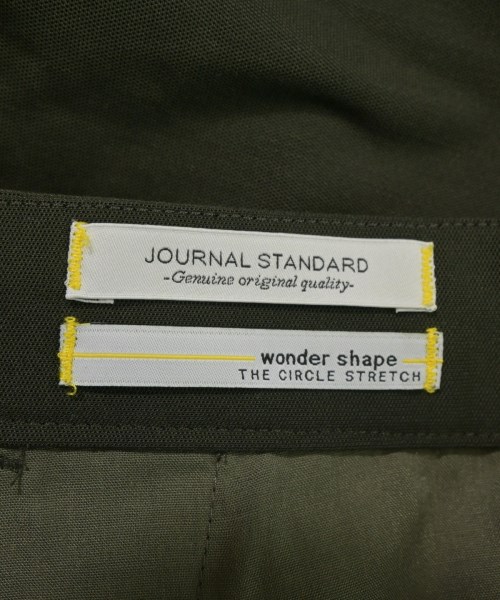 JOURNAL STANDARD
-Genuine original quality-
wonder shape
THE CIRCLE STRETCH